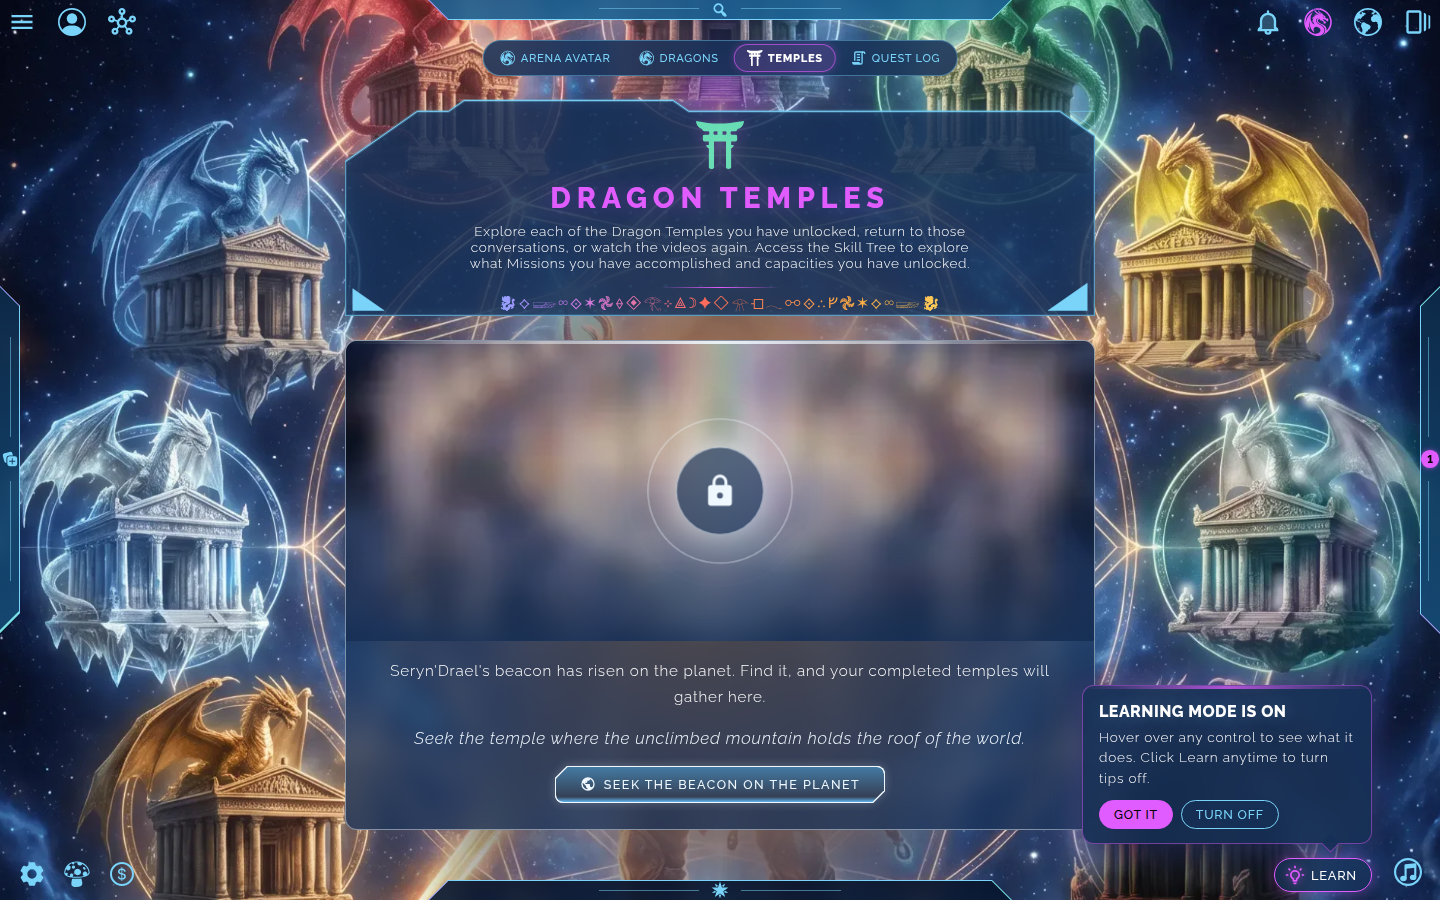 ARENA AVATAR
DRAGONS
TEMPLES
QUEST LOG
DRAGON TEMPLES
Explore each of the Dragon Temples you have unlocked, return to those
conversations, or watch the videos again. Access the Skill Tree to explore
what Missions you have accomplished and capacities you have unlocked.
1
Seryn'Drael's beacon has risen on the planet. Find it, and your completed temples will
gather here.
Seek the temple where the unclimbed mountain holds the roof of the world.
SEEK THE BEACON ON THE PLANET
LEARNING MODE IS ON
Hover over any control to see what it
does. Click Learn anytime to turn
tips off.
GOT IT
TURN OFF
LEARN